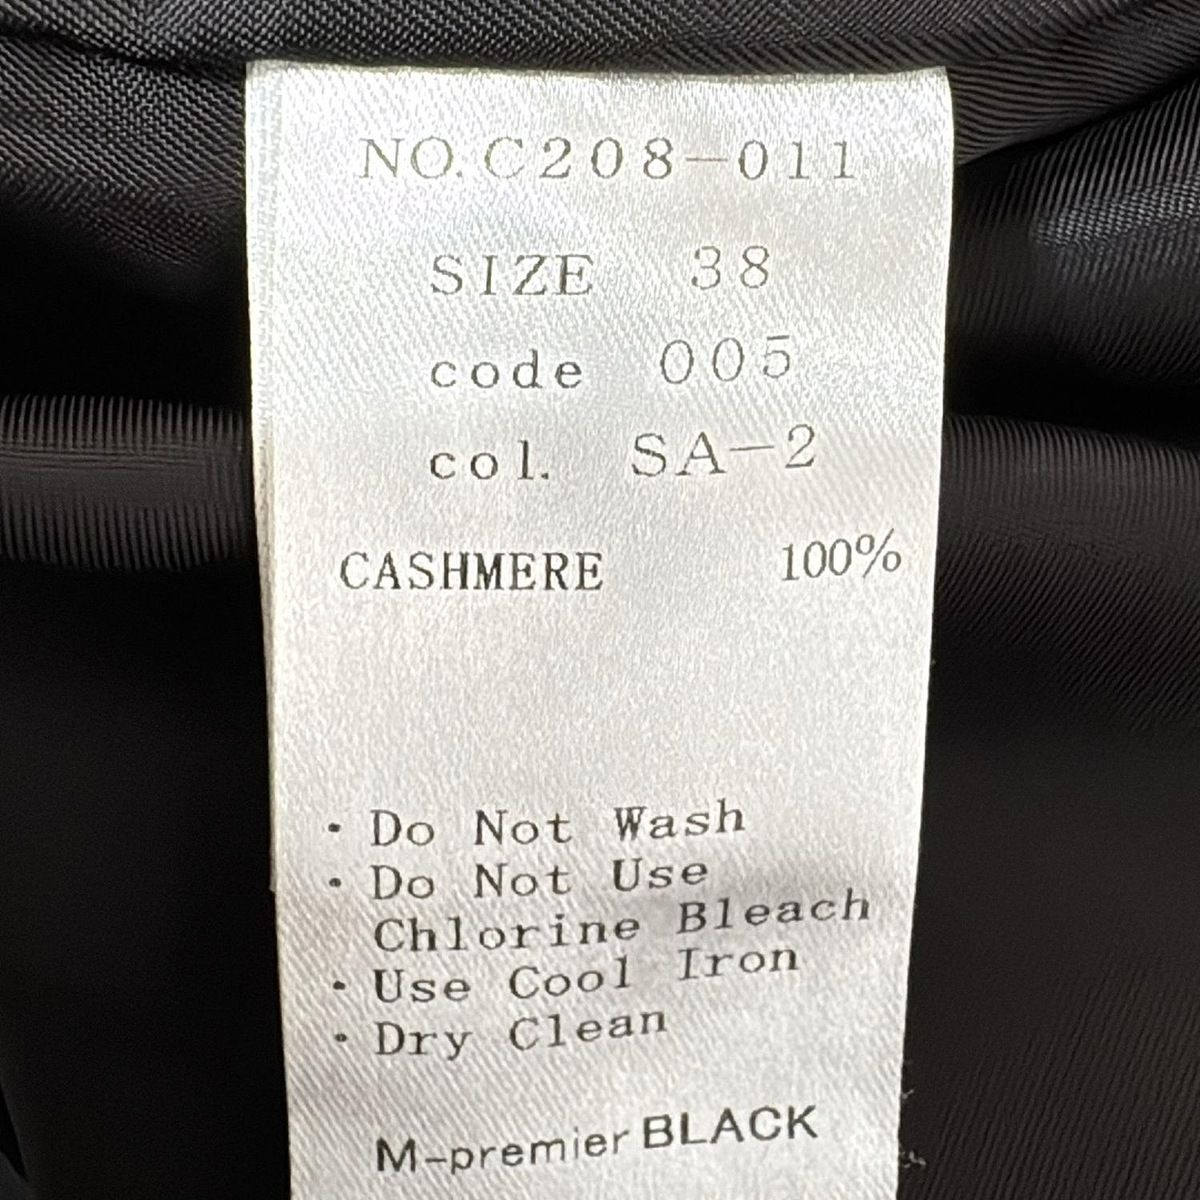 NO.C208-011
SIZE 38
code 005
col. SA-2
CASHMERE 100%
・Do Not Wash
・Do Not Use
Chlorine Bleach
・Use Cool Iron
・Dry Clean
M-premier BLACK